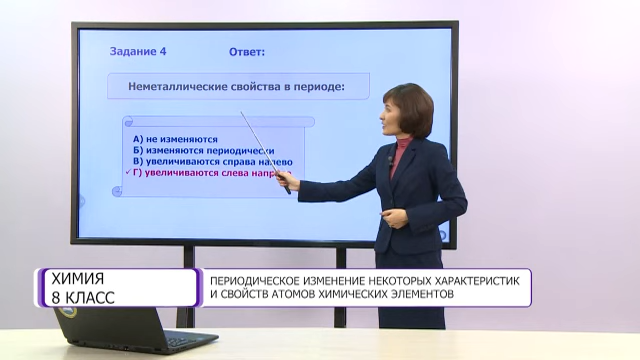 Задание 4 Ответ:
Неметаллические свойства в периоде:
А) не изменяются
Б) изменяются периодически
В) увеличиваются справа налево
✓ Г) увеличиваются слева направо
ХИМИЯ
8 КЛАСС
ПЕРИОДИЧЕСКОЕ ИЗМЕНЕНИЕ НЕКОТОРЫХ ХАРАКТЕРИСТИК
И СВОЙСТВ АТОМОВ ХИМИЧЕСКИХ ЭЛЕМЕНТОВ